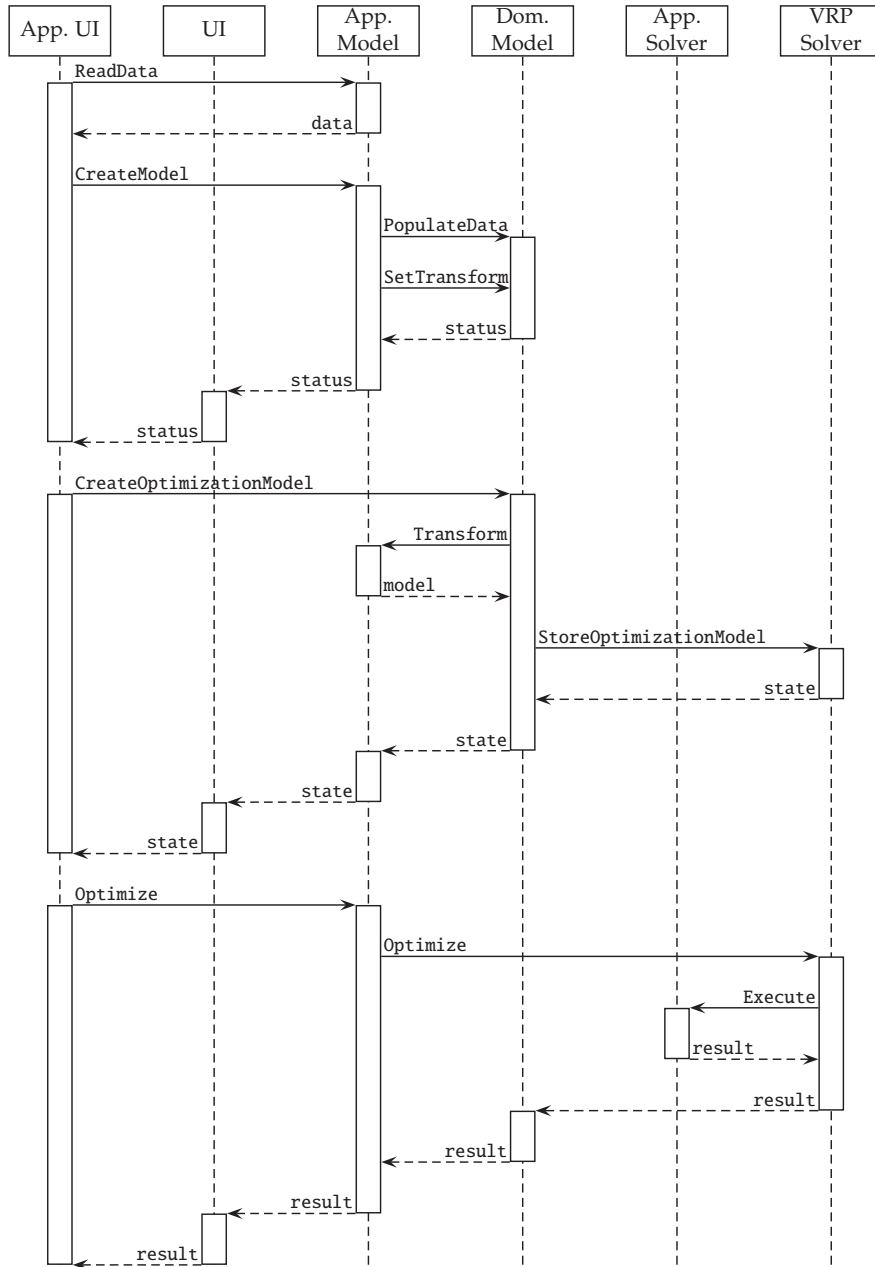 App. UI
UI
App.
Model
Dom.
Model
App.
Solver
VRP
Solver
ReadData
data
CreateModel
PopulateData
SetTransform
status
status
status
CreateOptimizationModel
Transform
model
StoreOptimizationModel
state
state
state
state
Optimize
Optimize
Execute
result
result
result
result
result